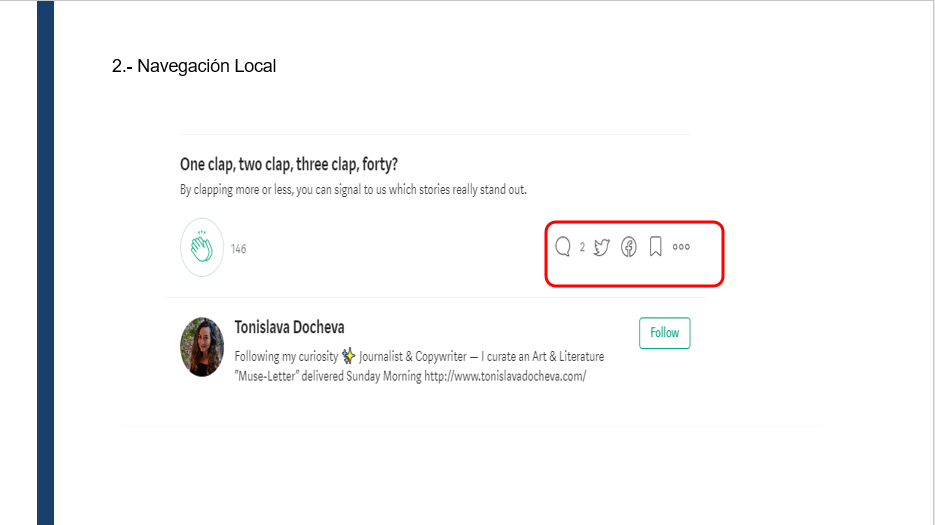 2.- Navegación Local
One clap, two clap, three clap, forty?
By clapping more or less, you can signal to us which stories really stand out.
146
2
Tonislava Docheva
Follow
Following my curiosity ✨ Journalist & Copywriter — I curate an Art & Literature
"Muse-Letter" delivered Sunday Morning http://www.tonislavadocheva.com/